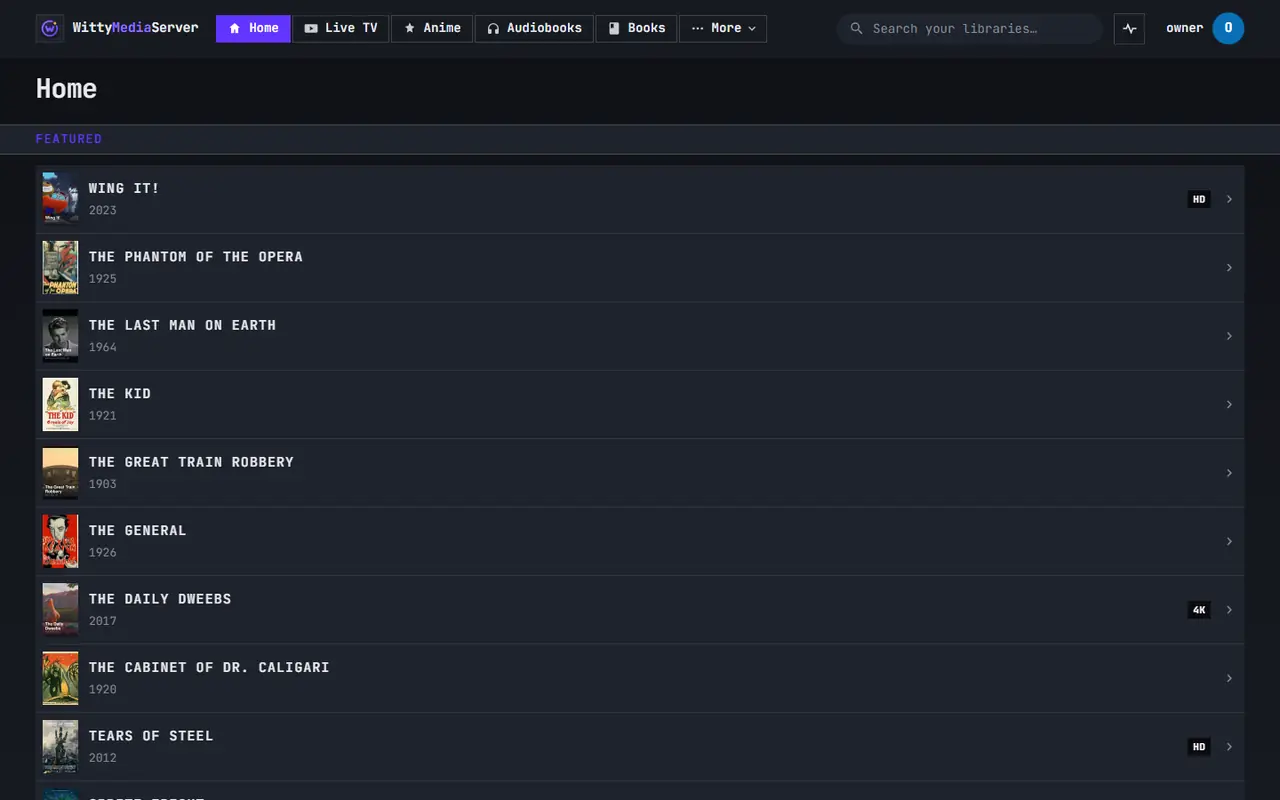 WittyMediaServer
Home
Live TV
Anime
Audiobooks
Books
More
Search your libraries…
owner
O
Home
FEATURED
WING IT!
2023
HD
THE PHANTOM OF THE OPERA
1925
THE LAST MAN ON EARTH
1964
THE KID
1921
THE GREAT TRAIN ROBBERY
1903
THE GENERAL
1926
THE DAILY DWEEBS
2017
4K
THE CABINET OF DR. CALIGARI
1920
TEARS OF STEEL
2012
HD